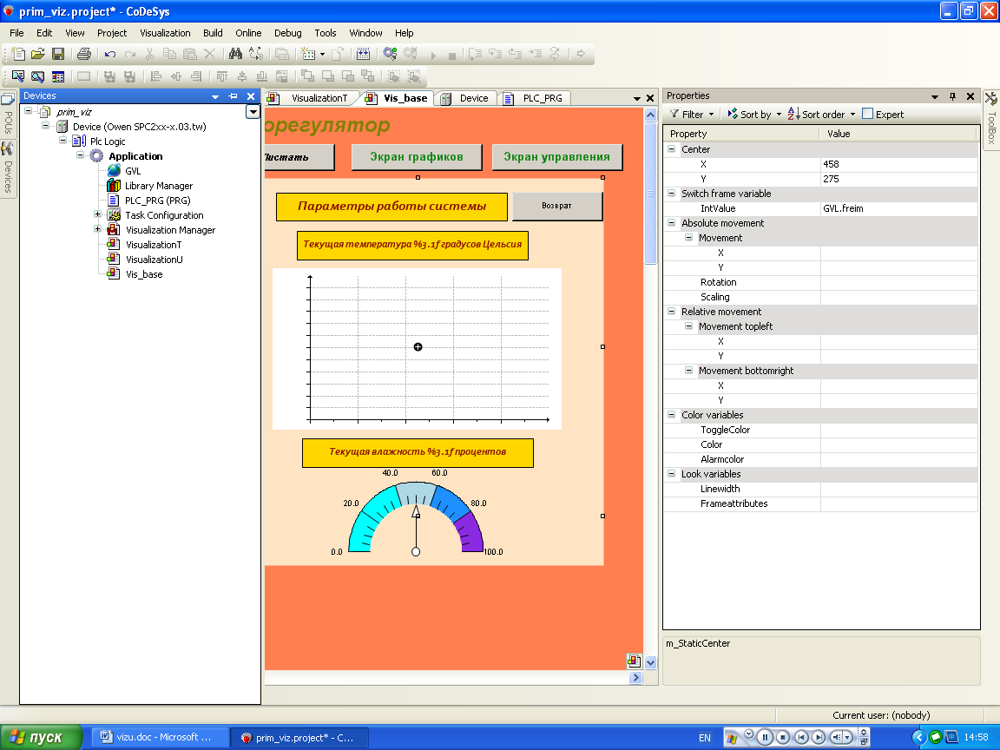 prim_viz.project* - CoDeSys
File Edit View Project Visualization Build Online Debug Tools Window Help
Devices
VisualizationT Vis_base Device PLC_PRG
Properties
POUs
Devices
ToolBox
prim_viz
Device (Owen SPC2xx-x.03.tw)
Plc Logic
Application
GVL
Library Manager
PLC_PRG (PRG)
Task Configuration
Visualization Manager
VisualizationT
VisualizationU
Vis_base
орегулятор
Листать Экран графиков Экран управления
Параметры работы системы Возврат
Текущая температура %3.1f градусов Цельсия
Текущая влажность %3.1f процентов
40.0 60.0
20.0 80.0
0.0 100.0
Filter Sort by Sort order Expert
Property Value
Center
X 458
Y 275
Switch frame variable
IntValue GVL.freim
Absolute movement
Movement
X
Y
Rotation
Scaling
Relative movement
Movement topleft
X
Y
Movement bottomright
X
Y
Color variables
ToggleColor
Color
Alarmcolor
Look variables
Linewidth
Frameattributes
m_StaticCenter
Current user: (nobody)
пуск vizu.doc - Microsoft ... prim_viz.project* - C... EN 14:58